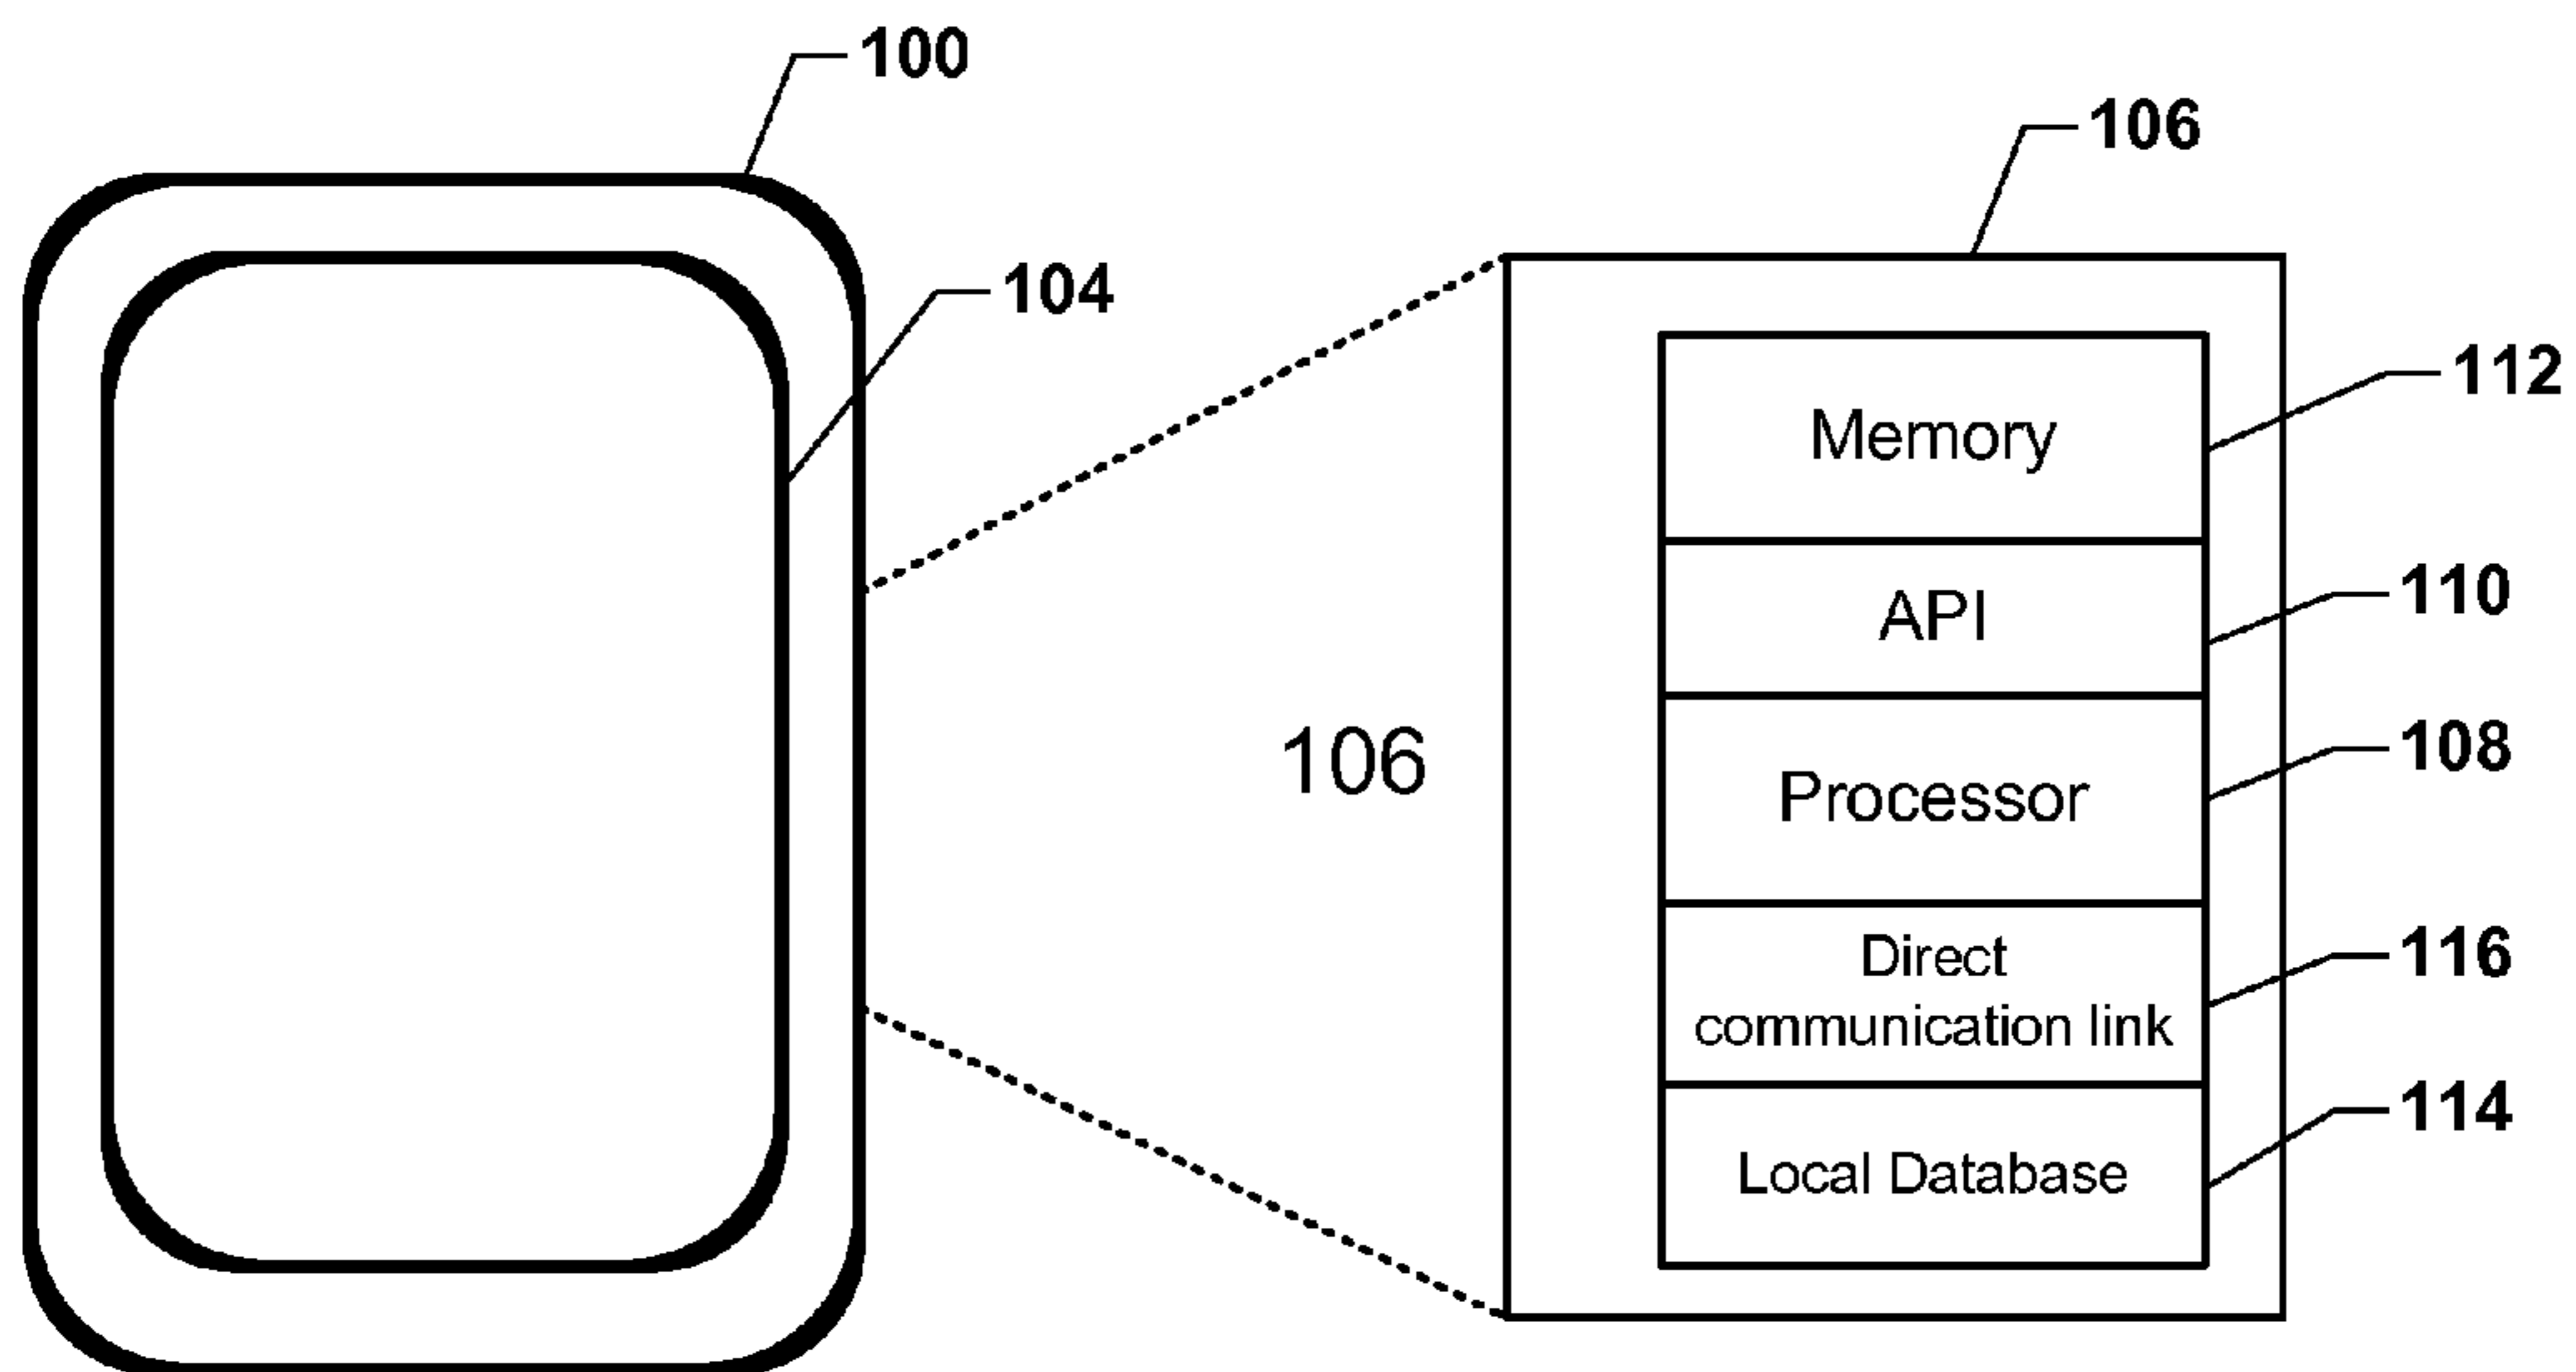 100
106
104
112
Memory
110
API
106
108
Processor
116
Direct
communication link
114
Local Database